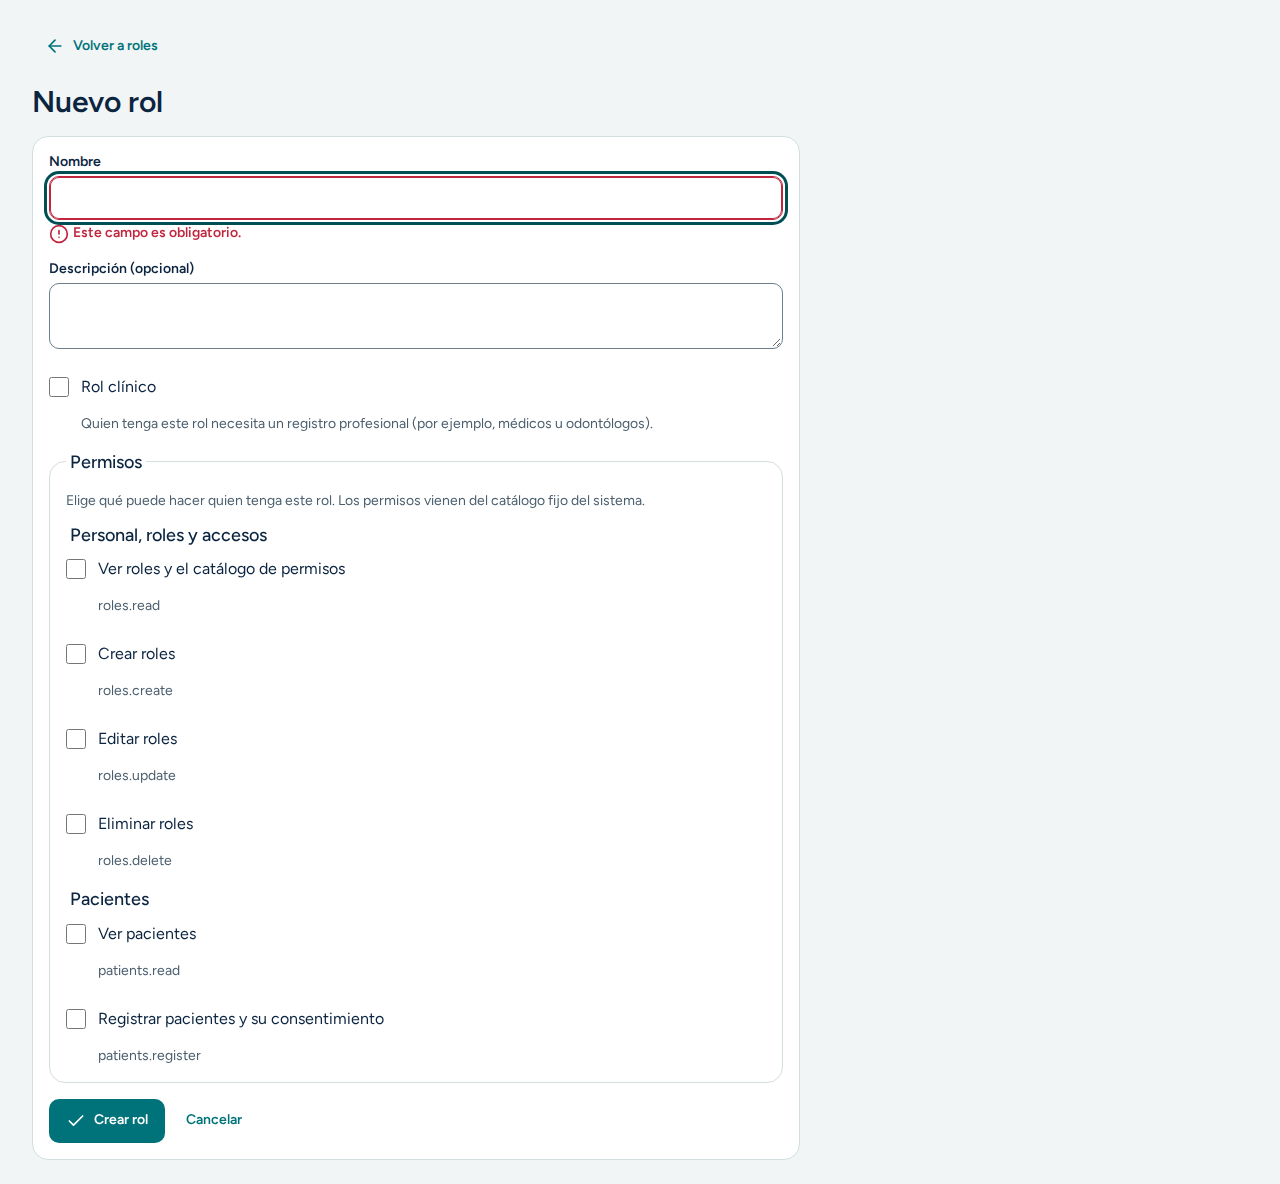 Volver a roles
Nuevo rol
Nombre
Este campo es obligatorio.
Descripción (opcional)
Rol clínico
Quien tenga este rol necesita un registro profesional (por ejemplo, médicos u odontólogos).
Permisos
Elige qué puede hacer quien tenga este rol. Los permisos vienen del catálogo fijo del sistema.
Personal, roles y accesos
Ver roles y el catálogo de permisos
roles.read
Crear roles
roles.create
Editar roles
roles.update
Eliminar roles
roles.delete
Pacientes
Ver pacientes
patients.read
Registrar pacientes y su consentimiento
patients.register
Crear rol
Cancelar